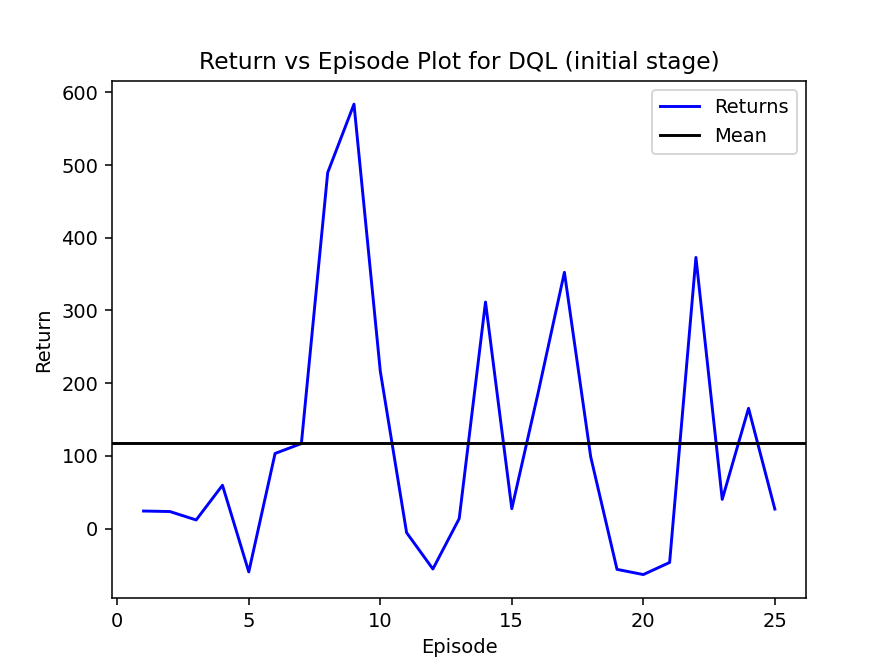 Return vs Episode Plot for DQL (initial stage)
Returns
Mean
600
500
400
300
200
100
0
Return
0 5 10 15 20 25
Episode